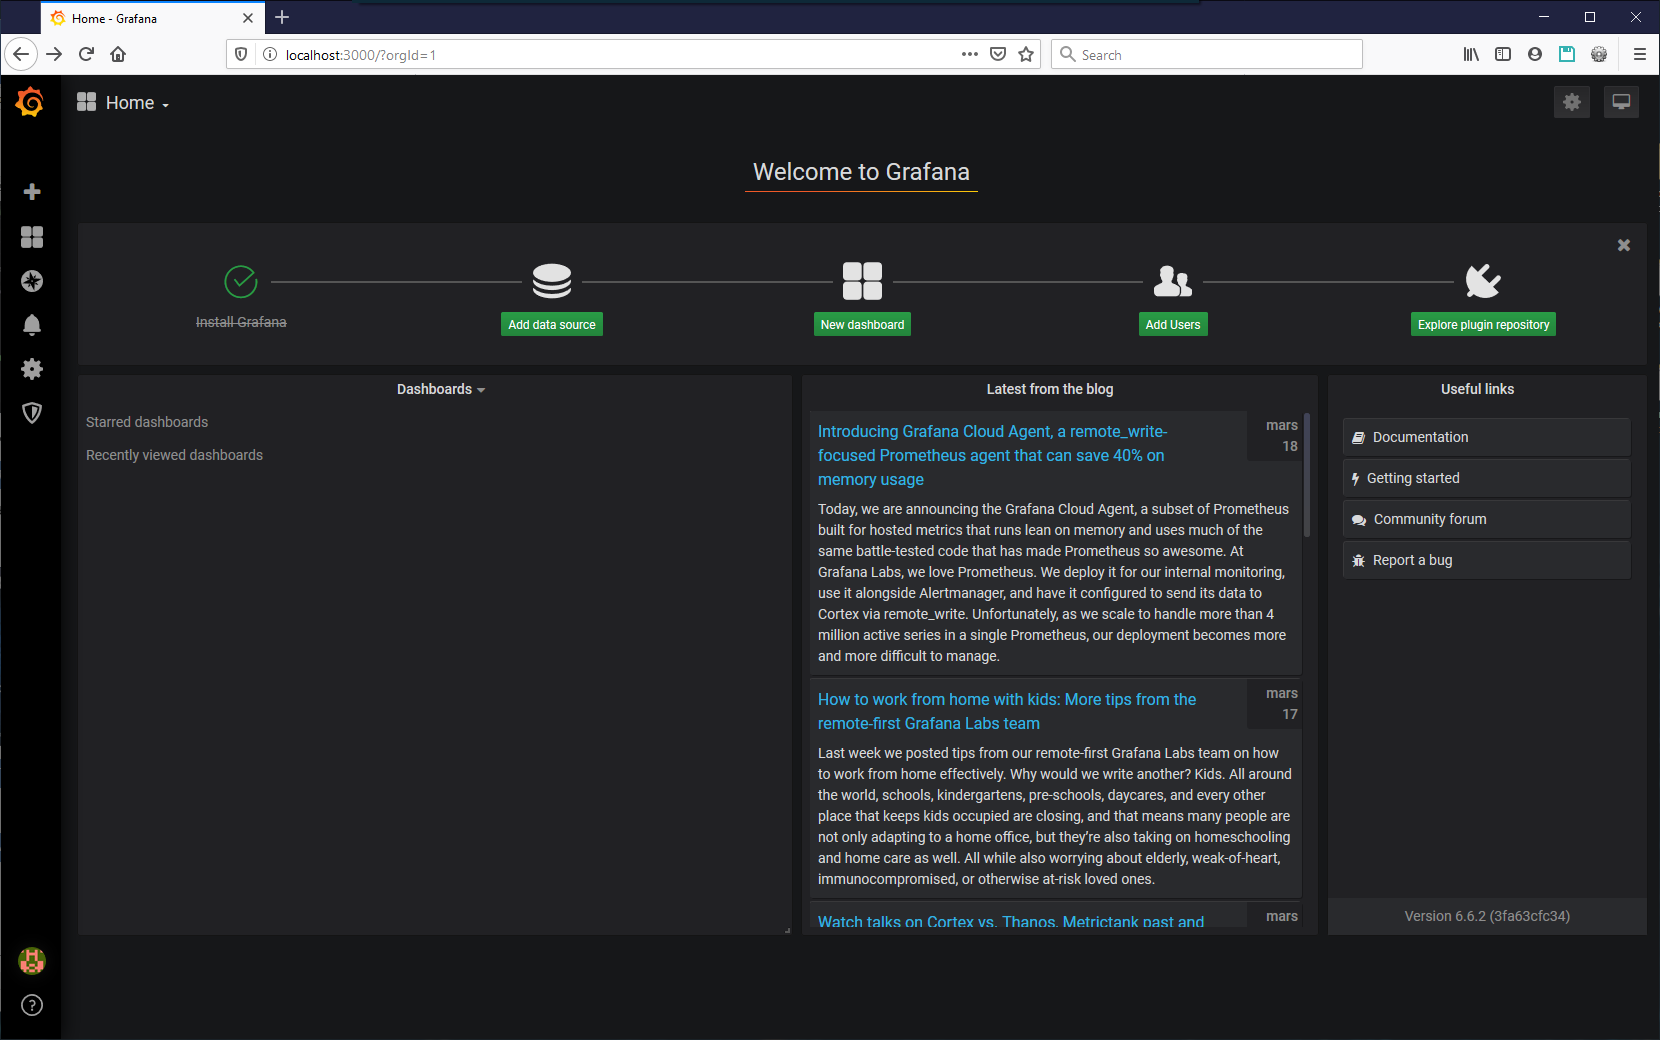 Home - Grafana
localhost:3000/?orgId=1
Search
Home
Welcome to Grafana
Install Grafana
Add data source
New dashboard
Add Users
Explore plugin repository
Dashboards
Starred dashboards
Recently viewed dashboards
Latest from the blog
Introducing Grafana Cloud Agent, a remote_write-
focused Prometheus agent that can save 40% on
memory usage
mars
18
Today, we are announcing the Grafana Cloud Agent, a subset of Prometheus
built for hosted metrics that runs lean on memory and uses much of the
same battle-tested code that has made Prometheus so awesome. At
Grafana Labs, we love Prometheus. We deploy it for our internal monitoring,
use it alongside Alertmanager, and have it configured to send its data to
Cortex via remote_write. Unfortunately, as we scale to handle more than 4
million active series in a single Prometheus, our deployment becomes more
and more difficult to manage.
How to work from home with kids: More tips from the
remote-first Grafana Labs team
mars
17
Last week we posted tips from our remote-first Grafana Labs team on how
to work from home effectively. Why would we write another? Kids. All around
the world, schools, kindergartens, pre-schools, daycares, and every other
place that keeps kids occupied are closing, and that means many people are
not only adapting to a home office, but they’re also taking on homeschooling
and home care as well. All while also worrying about elderly, weak-of-heart,
immunocompromised, or otherwise at-risk loved ones.
Watch talks on Cortex vs. Thanos, Metrictank past and
mars
Useful links
Documentation
Getting started
Community forum
Report a bug
Version 6.6.2 (3fa63cfc34)